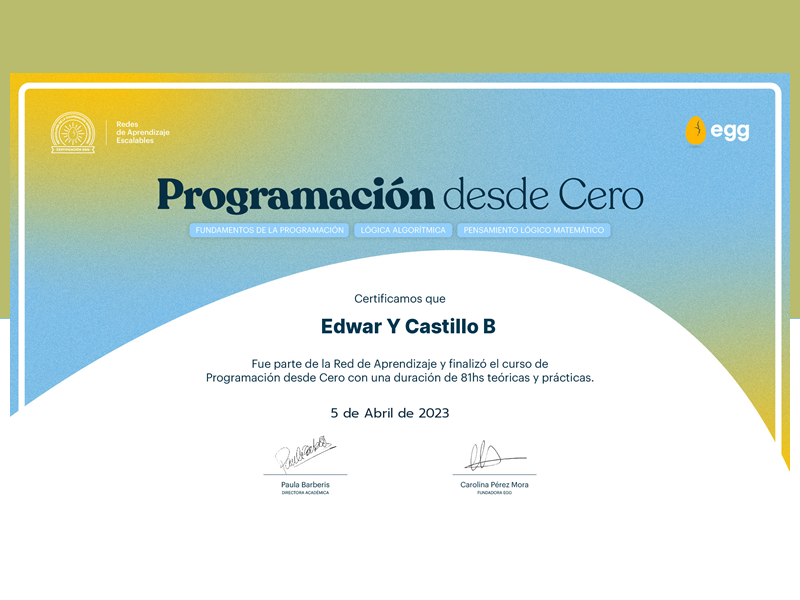 Redes
de Aprendizaje
Escalables
egg
Programación desde Cero
FUNDAMENTOS DE LA PROGRAMACIÓN LÓGICA ALGORÍTMICA PENSAMIENTO LÓGICO MATEMÁTICO
Certificamos que
Edwar Y Castillo B
Fue parte de la Red de Aprendizaje y finalizó el curso de
Programación desde Cero con una duración de 81hs teóricas y prácticas.
5 de Abril de 2023
Paula Barberis
DIRECTORA ACADÉMICA
Carolina Pérez Mora
FUNDADORA EGG